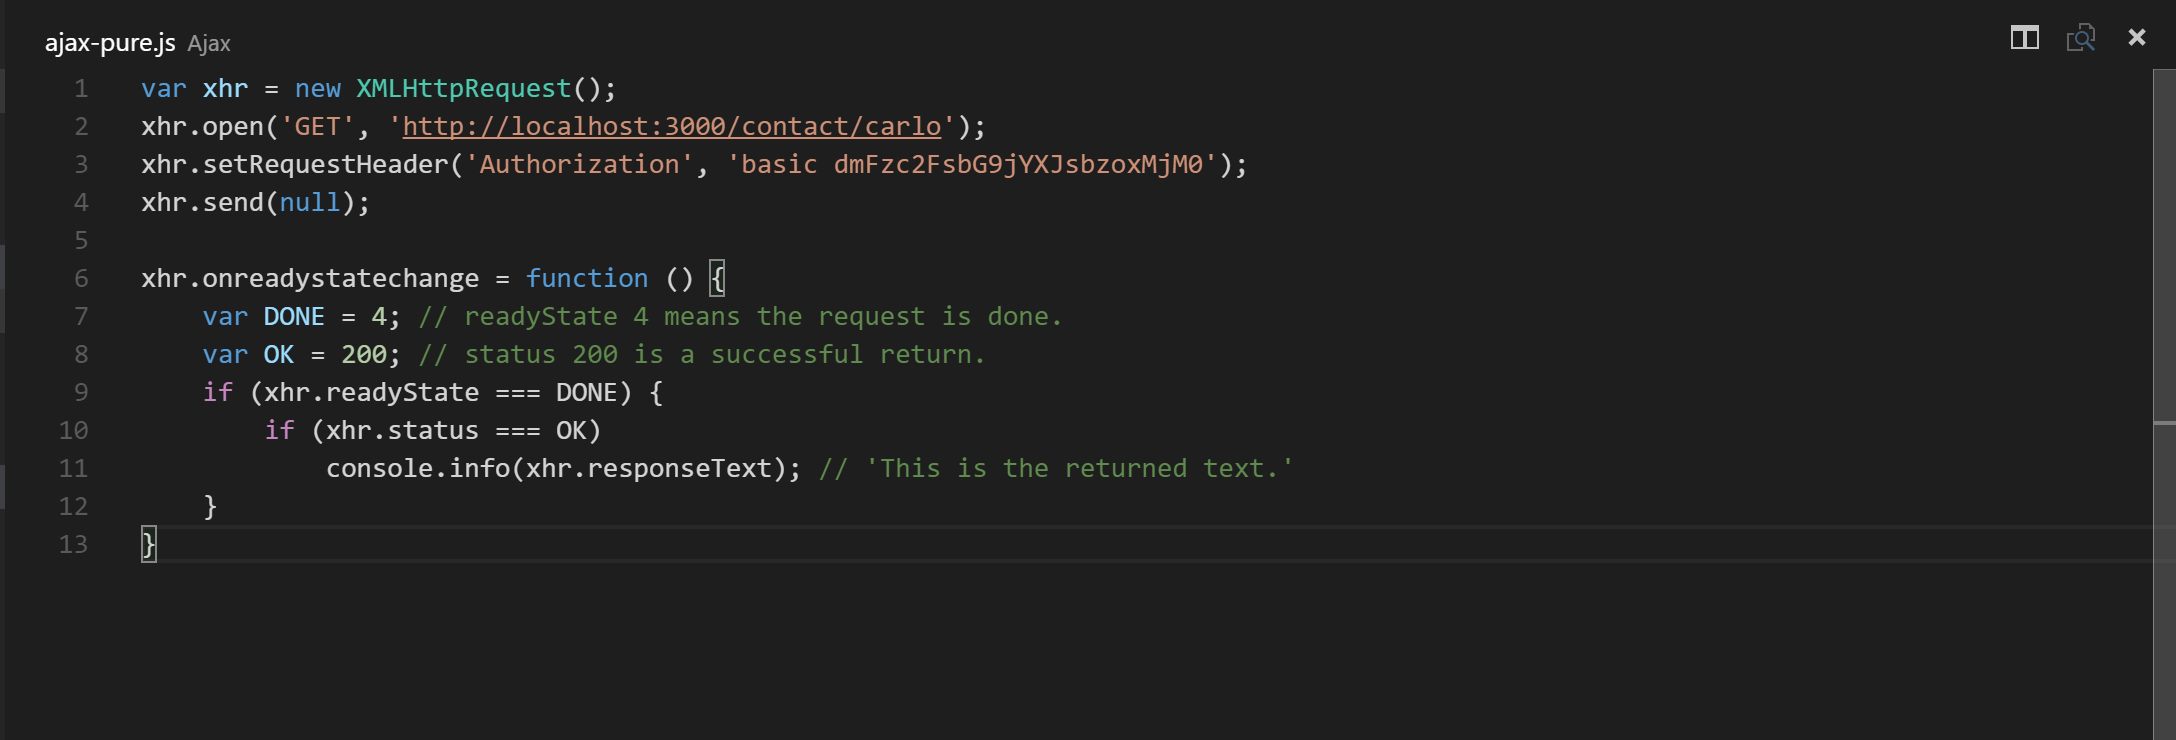 ajax-pure.js Ajax
1 var xhr = new XMLHttpRequest();
2 xhr.open('GET', 'http://localhost:3000/contact/carlo');
3 xhr.setRequestHeader('Authorization', 'basic dmFzc2FsbG9jYXJsbzoxMjM0');
4 xhr.send(null);
5
6 xhr.onreadystatechange = function () {
7     var DONE = 4; // readyState 4 means the request is done.
8     var OK = 200; // status 200 is a successful return.
9     if (xhr.readyState === DONE) {
10         if (xhr.status === OK)
11             console.info(xhr.responseText); // 'This is the returned text.'
12     }
13 }